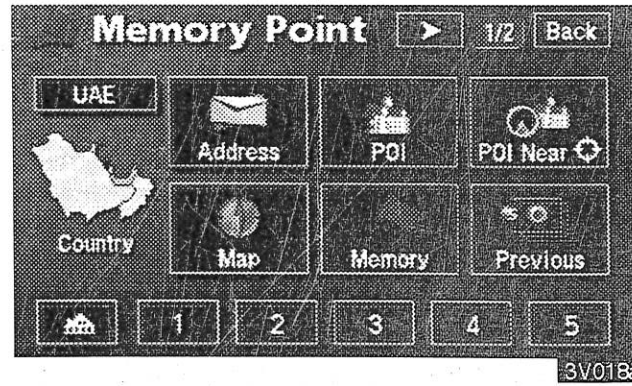 Memory Point 1/2 Back
UAE
Address POI POI Near
Country
Map Memory Previous
1 2 3 4 5
3V018